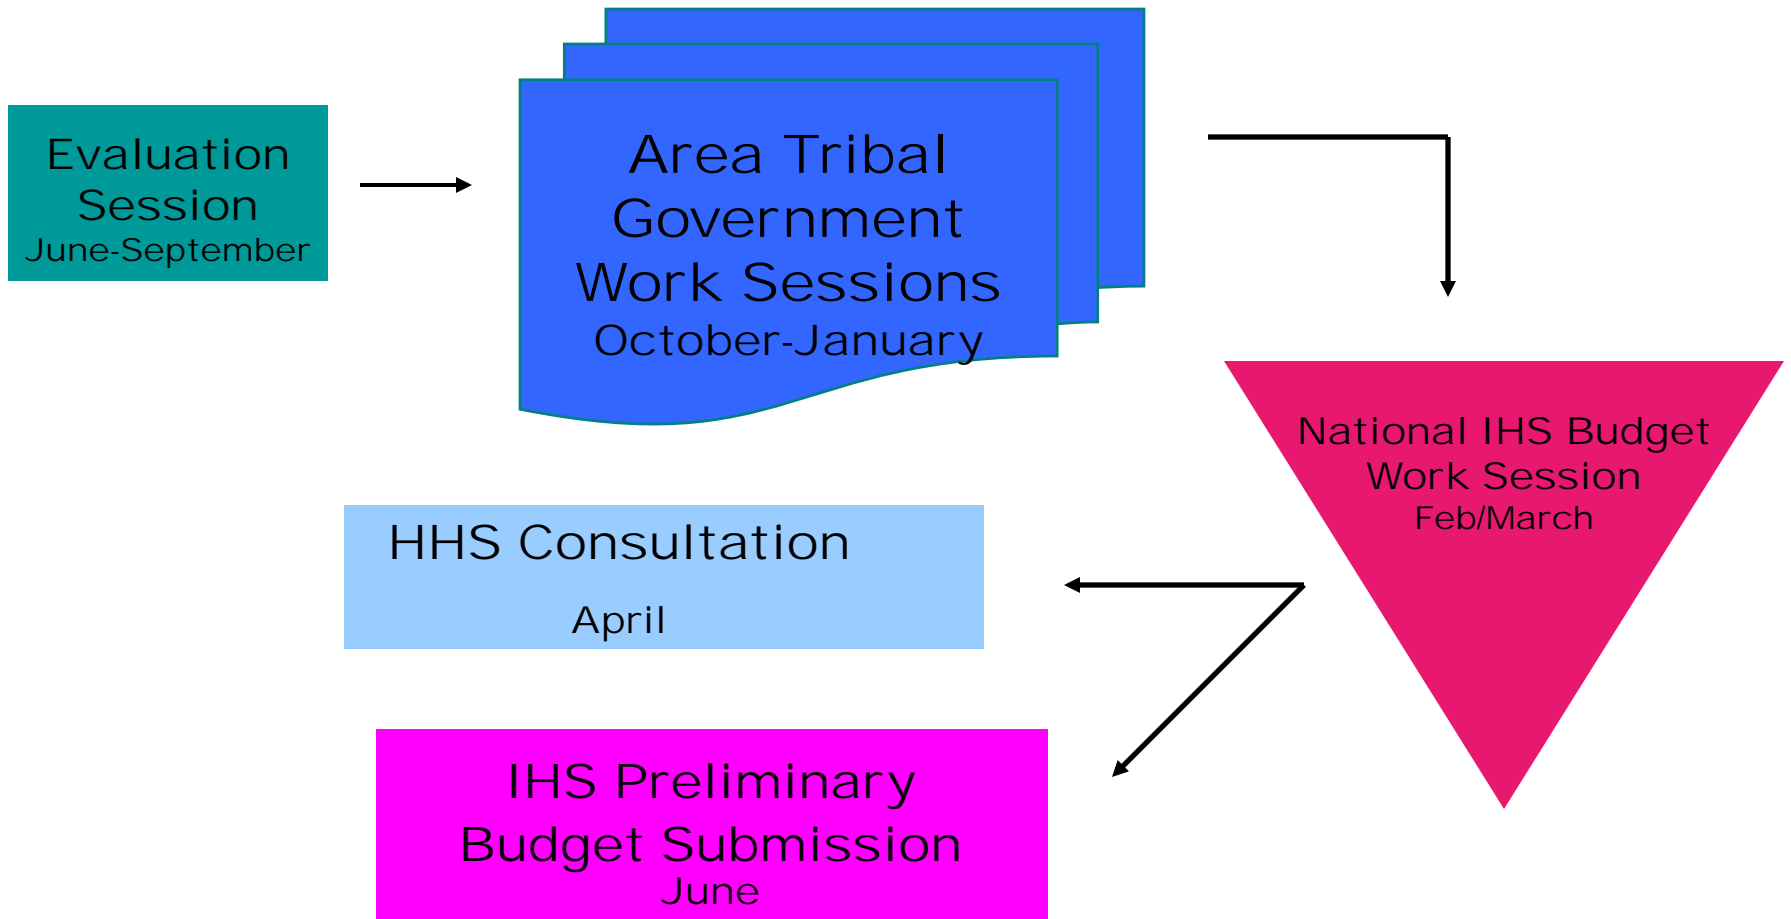 Evaluation
Session
June-September
Area Tribal
Government
Work Sessions
October-January
National IHS Budget
Work Session
Feb/March
HHS Consultation
April
IHS Preliminary
Budget Submission
June